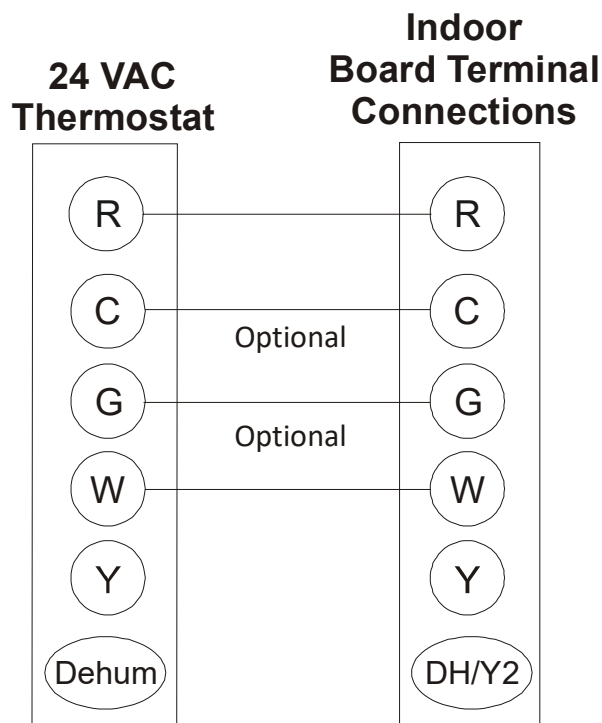 24 VAC
Thermostat
Indoor
Board Terminal
Connections
R
R
C
C
Optional
G
G
Optional
W
W
Y
Y
Dehum
DH/Y2